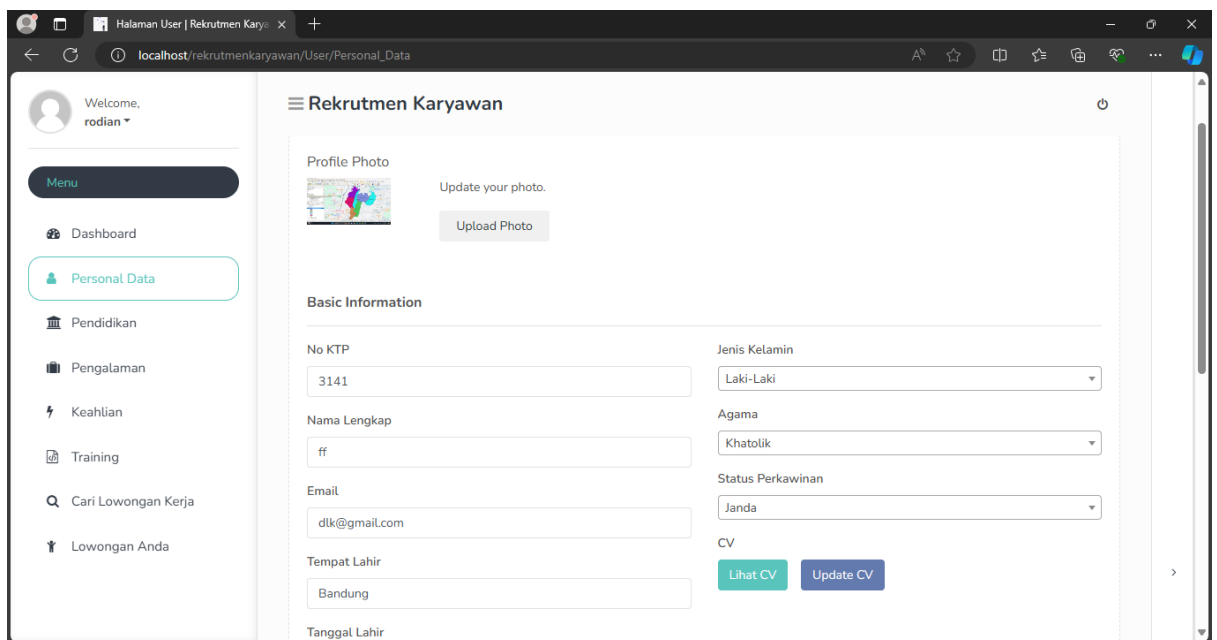 Halaman User | Rekrutmen Karya
localhost/rekrutmenkaryawan/User/Personal_Data
Welcome,
rodian
Menu
Dashboard
Personal Data
Pendidikan
Pengalaman
Keahlian
Training
Cari Lowongan Kerja
Lowongan Anda
Rekrutmen Karyawan
Profile Photo
Update your photo.
Upload Photo
Basic Information
No KTP
3141
Nama Lengkap
ff
Email
dlk@gmail.com
Tempat Lahir
Bandung
Tanggal Lahir
Jenis Kelamin
Laki-Laki
Agama
Khatolik
Status Perkawinan
Janda
CV
Lihat CV
Update CV